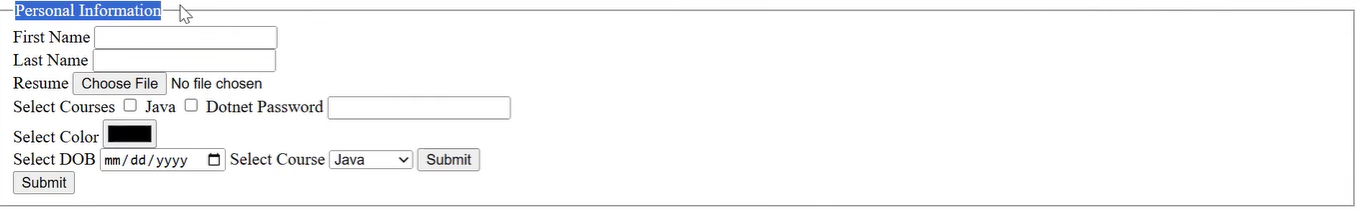 Personal Information
First Name
Last Name
Resume Choose File No file chosen
Select Courses Java Dotnet Password
Select Color
Select DOB mm/dd/yyyy Select Course Java Submit
Submit